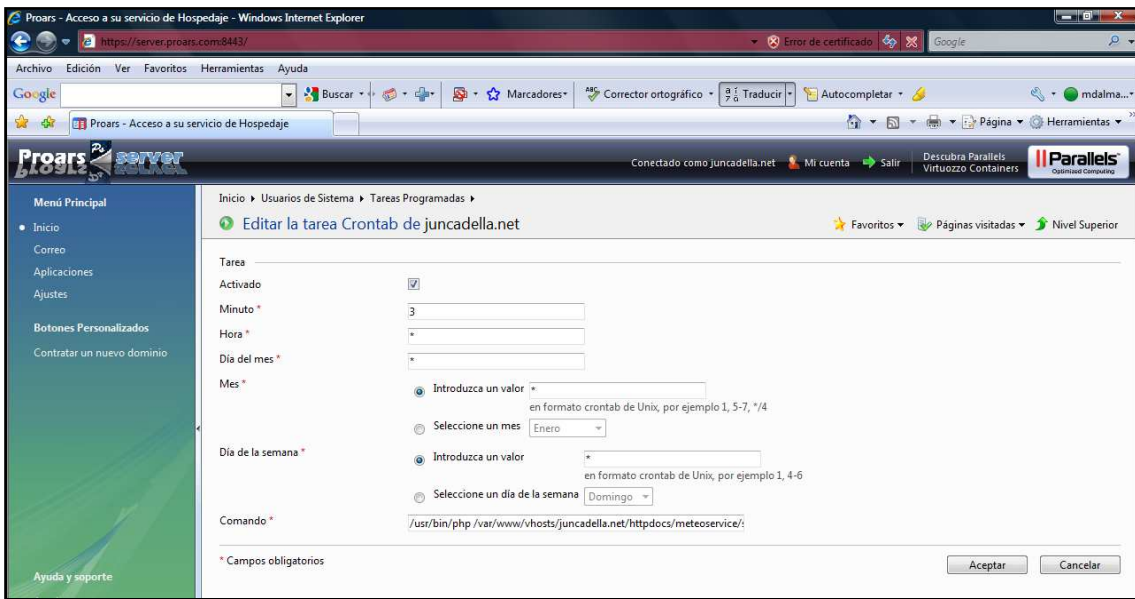 Proars - Acceso a su servicio de Hospedaje - Windows Internet Explorer
https://server.proars.com:8443/
Error de certificado
Google
Archivo Edición Ver Favoritos Herramientas Ayuda
Google Buscar Marcadores Corrector ortográfico Traducir Autocompletar mdalma...
Proars - Acceso a su servicio de Hospedaje
Página Herramientas
Proars server
Conectado como juncadella.net Mi cuenta Salir
Descubra Parallels
Virtuozzo Containers
Parallels
Optimized Computing
Menú Principal
Inicio
Correo
Aplicaciones
Ajustes
Botones Personalizados
Contratar un nuevo dominio
Ayuda y soporte
Inicio Usuarios de Sistema Tareas Programadas
Editar la tarea Crontab de juncadella.net
Favoritos Páginas visitadas Nivel Superior
Tarea
Activado
Minuto * 3
Hora * *
Día del mes * *
Mes * Introduzca un valor *
en formato crontab de Unix, por ejemplo 1, 5-7, */4
Seleccione un mes Enero
Día de la semana * Introduzca un valor *
en formato crontab de Unix, por ejemplo 1, 4-6
Seleccione un día de la semana Domingo
Comando * /usr/bin/php /var/www/vhosts/juncadella.net/httpdocs/meteoservice/
* Campos obligatorios
Aceptar Cancelar